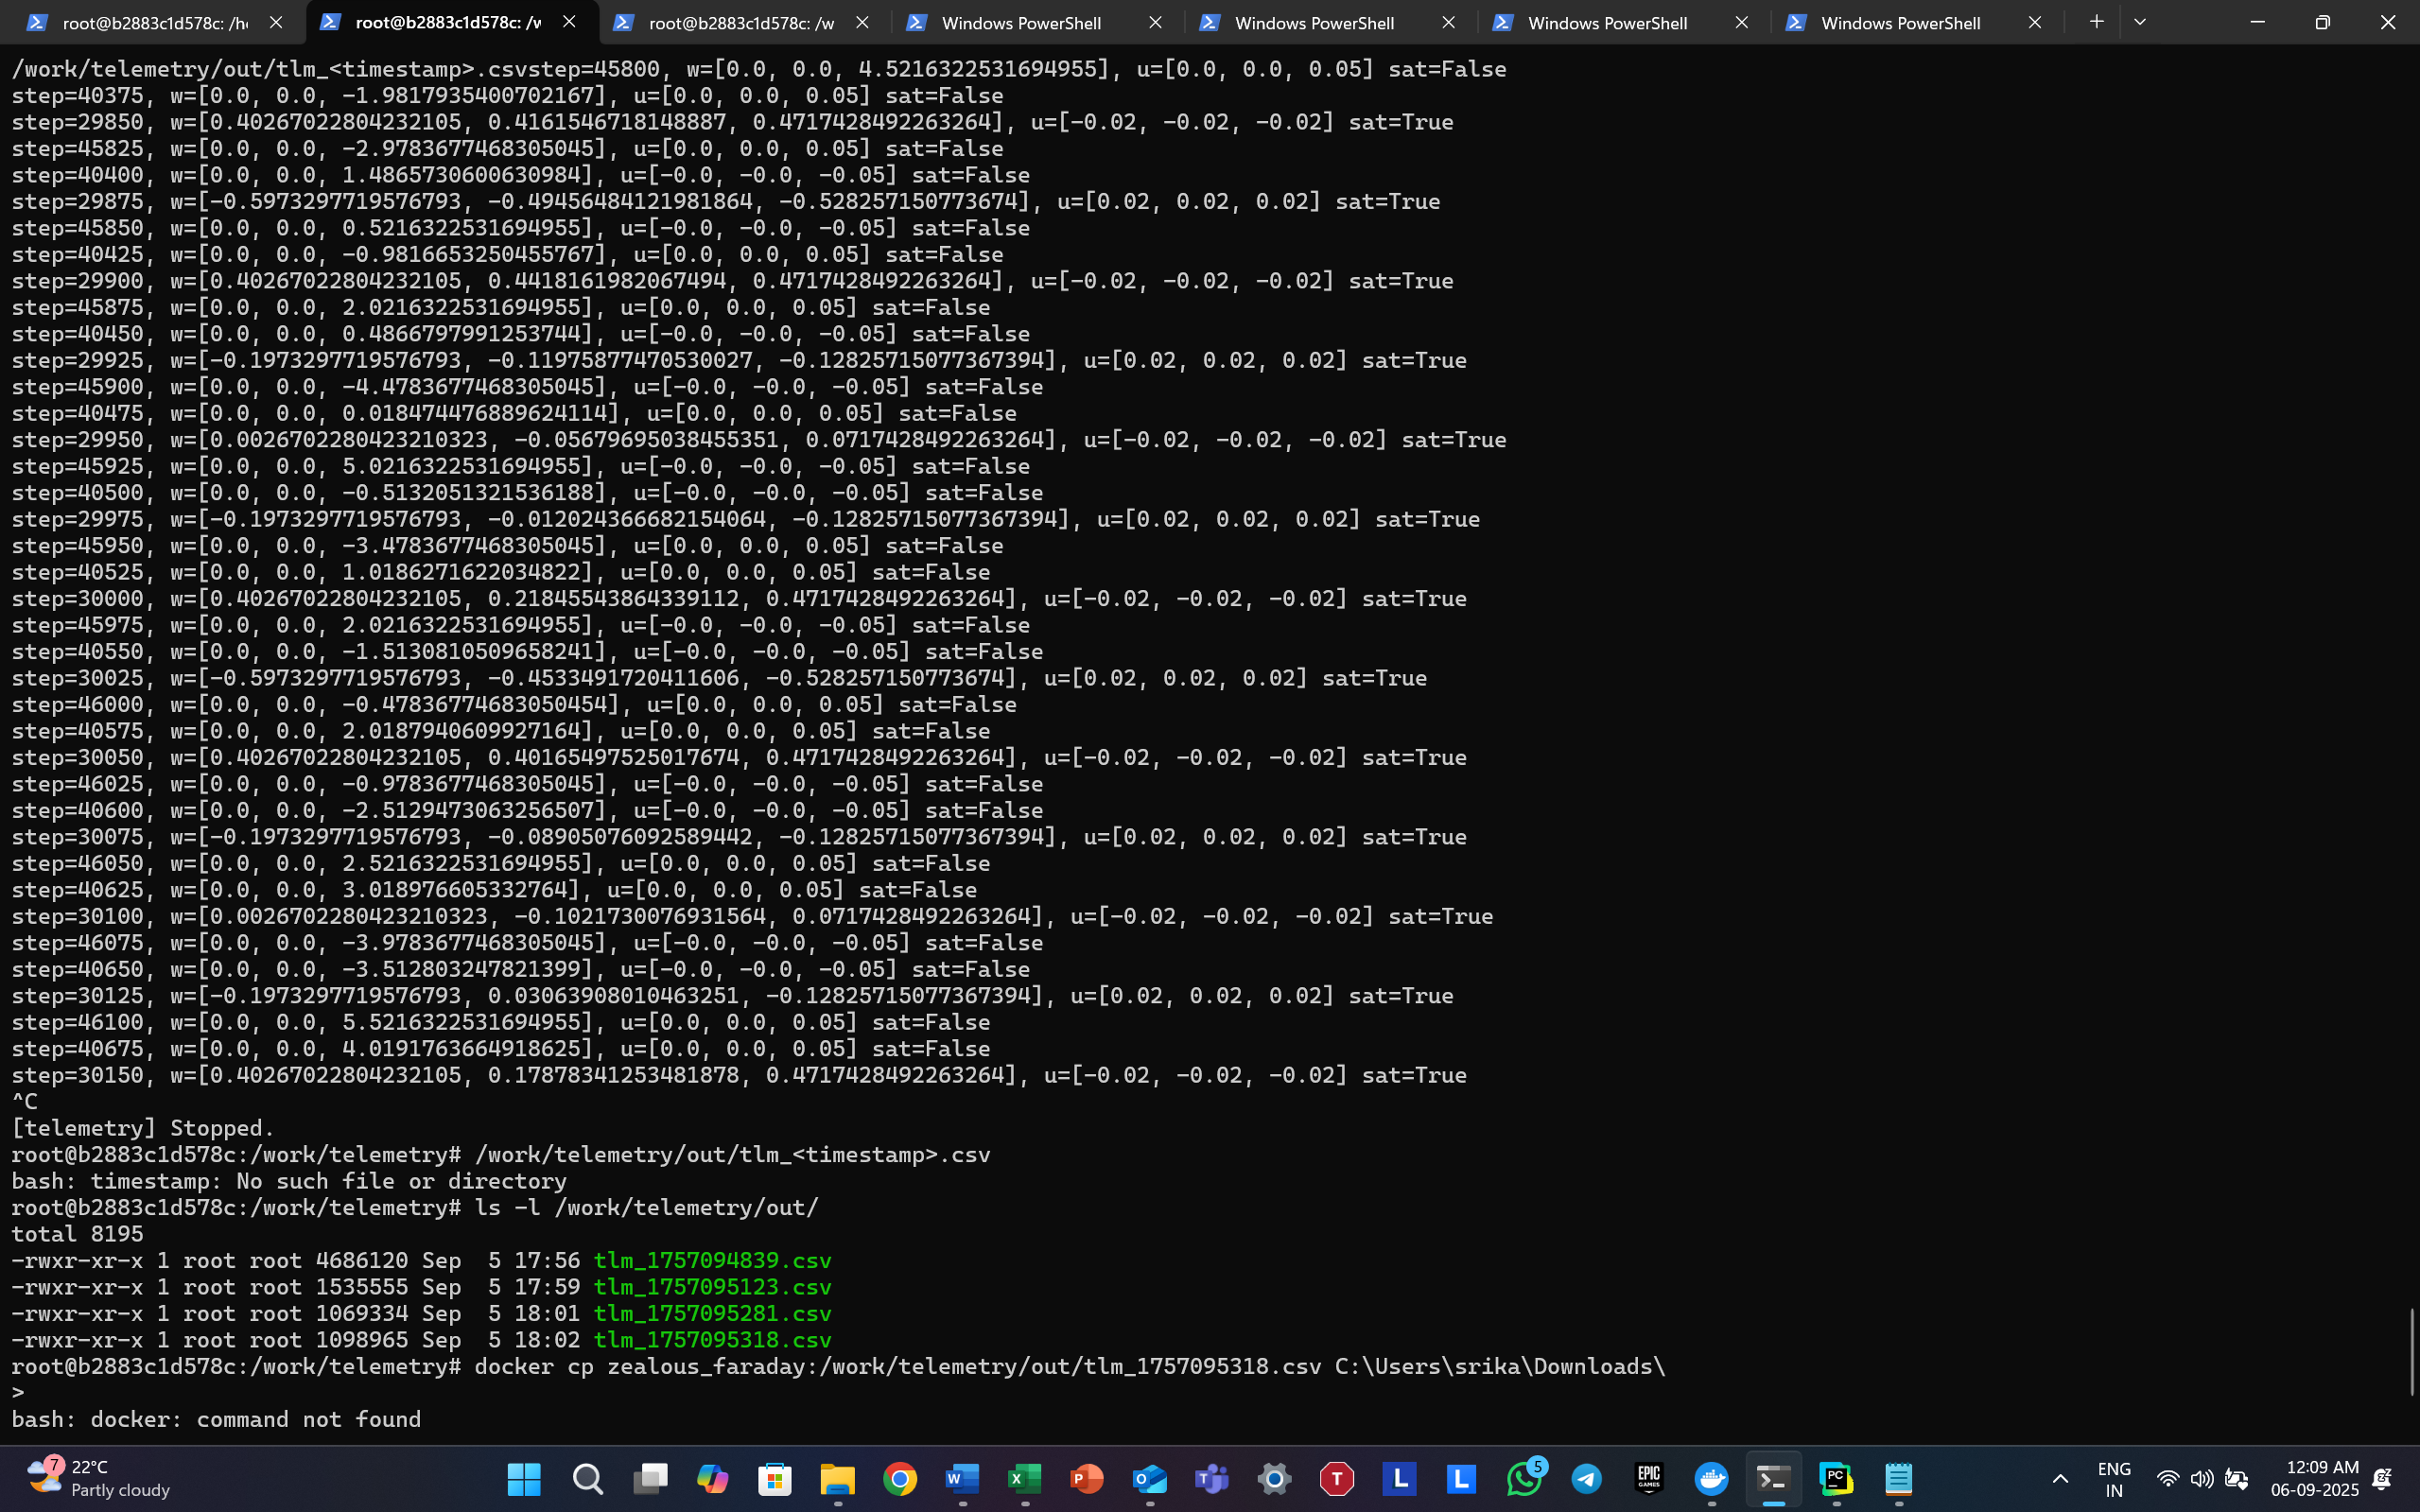 root@b2883c1d578c: /h
root@b2883c1d578c: /w
root@b2883c1d578c: /w
Windows PowerShell
Windows PowerShell
Windows PowerShell
Windows PowerShell
/work/telemetry/out/tlm_<timestamp>.csvstep=45800, w=[0.0, 0.0, 4.5216322531694955], u=[0.0, 0.0, 0.05] sat=False
step=40375, w=[0.0, 0.0, -1.9817935400702167], u=[0.0, 0.0, 0.05] sat=False
step=29850, w=[0.40267022804232105, 0.4161546718148887, 0.4717428492263264], u=[-0.02, -0.02, -0.02] sat=True
step=45825, w=[0.0, 0.0, -2.9783677468305045], u=[0.0, 0.0, 0.05] sat=False
step=40400, w=[0.0, 0.0, 1.4865730600630984], u=[-0.0, -0.0, -0.05] sat=False
step=29875, w=[-0.5973297719576793, -0.49456484121981864, -0.528257150773674], u=[0.02, 0.02, 0.02] sat=True
step=45850, w=[0.0, 0.0, 0.5216322531694955], u=[-0.0, -0.0, -0.05] sat=False
step=40425, w=[0.0, 0.0, -0.9816653250455767], u=[0.0, 0.0, 0.05] sat=False
step=29900, w=[0.40267022804232105, 0.4418161982067494, 0.4717428492263264], u=[-0.02, -0.02, -0.02] sat=True
step=45875, w=[0.0, 0.0, 2.0216322531694955], u=[0.0, 0.0, 0.05] sat=False
step=40450, w=[0.0, 0.0, 0.4866797991253744], u=[-0.0, -0.0, -0.05] sat=False
step=29925, w=[-0.1973297719576793, -0.11975877470530027, -0.12825715077367394], u=[0.02, 0.02, 0.02] sat=True
step=45900, w=[0.0, 0.0, -4.4783677468305045], u=[-0.0, -0.0, -0.05] sat=False
step=40475, w=[0.0, 0.0, 0.018474476889624114], u=[0.0, 0.0, 0.05] sat=False
step=29950, w=[0.0026702280423210323, -0.05679695038455351, 0.0717428492263264], u=[-0.02, -0.02, -0.02] sat=True
step=45925, w=[0.0, 0.0, 5.0216322531694955], u=[-0.0, -0.0, -0.05] sat=False
step=40500, w=[0.0, 0.0, -0.5132051321536188], u=[-0.0, -0.0, -0.05] sat=False
step=29975, w=[-0.1973297719576793, -0.012024366682154064, -0.12825715077367394], u=[0.02, 0.02, 0.02] sat=True
step=45950, w=[0.0, 0.0, -3.4783677468305045], u=[0.0, 0.0, 0.05] sat=False
step=40525, w=[0.0, 0.0, 1.0186271622034822], u=[0.0, 0.0, 0.05] sat=False
step=30000, w=[0.40267022804232105, 0.21845543864339112, 0.4717428492263264], u=[-0.02, -0.02, -0.02] sat=True
step=45975, w=[0.0, 0.0, 2.0216322531694955], u=[-0.0, -0.0, -0.05] sat=False
step=40550, w=[0.0, 0.0, -1.5130810509658241], u=[-0.0, -0.0, -0.05] sat=False
step=30025, w=[-0.5973297719576793, -0.4533491720411606, -0.528257150773674], u=[0.02, 0.02, 0.02] sat=True
step=46000, w=[0.0, 0.0, -0.47836774683050454], u=[0.0, 0.0, 0.05] sat=False
step=40575, w=[0.0, 0.0, 2.0187940609927164], u=[0.0, 0.0, 0.05] sat=False
step=30050, w=[0.40267022804232105, 0.40165497525017674, 0.4717428492263264], u=[-0.02, -0.02, -0.02] sat=True
step=46025, w=[0.0, 0.0, -0.9783677468305045], u=[-0.0, -0.0, -0.05] sat=False
step=40600, w=[0.0, 0.0, -2.5129473063256507], u=[-0.0, -0.0, -0.05] sat=False
step=30075, w=[-0.1973297719576793, -0.08905076092589442, -0.12825715077367394], u=[0.02, 0.02, 0.02] sat=True
step=46050, w=[0.0, 0.0, 2.5216322531694955], u=[0.0, 0.0, 0.05] sat=False
step=40625, w=[0.0, 0.0, 3.018976605332764], u=[0.0, 0.0, 0.05] sat=False
step=30100, w=[0.0026702280423210323, -0.1021730076931564, 0.0717428492263264], u=[-0.02, -0.02, -0.02] sat=True
step=46075, w=[0.0, 0.0, -3.9783677468305045], u=[-0.0, -0.0, -0.05] sat=False
step=40650, w=[0.0, 0.0, -3.512803247821399], u=[-0.0, -0.0, -0.05] sat=False
step=30125, w=[-0.1973297719576793, 0.03063908010463251, -0.12825715077367394], u=[0.02, 0.02, 0.02] sat=True
step=46100, w=[0.0, 0.0, 5.5216322531694955], u=[0.0, 0.0, 0.05] sat=False
step=40675, w=[0.0, 0.0, 4.0191763664918625], u=[0.0, 0.0, 0.05] sat=False
step=30150, w=[0.40267022804232105, 0.17878341253481878, 0.4717428492263264], u=[-0.02, -0.02, -0.02] sat=True
^C
[telemetry] Stopped.
root@b2883c1d578c:/work/telemetry# /work/telemetry/out/tlm_<timestamp>.csv
bash: timestamp: No such file or directory
root@b2883c1d578c:/work/telemetry# ls -l /work/telemetry/out/
total 8195
-rwxr-xr-x 1 root root 4686120 Sep  5 17:56 tlm_1757094839.csv
-rwxr-xr-x 1 root root 1535555 Sep  5 17:59 tlm_1757095123.csv
-rwxr-xr-x 1 root root 1069334 Sep  5 18:01 tlm_1757095281.csv
-rwxr-xr-x 1 root root 1098965 Sep  5 18:02 tlm_1757095318.csv
root@b2883c1d578c:/work/telemetry# docker cp zealous_faraday:/work/telemetry/out/tlm_1757095318.csv C:\Users\srika\Downloads\
>
bash: docker: command not found
7
22°C
Partly cloudy
W
X
P
O
T
T
L
L
5
EPIC GAMES
PC
ENG
IN
12:09 AM
06-09-2025